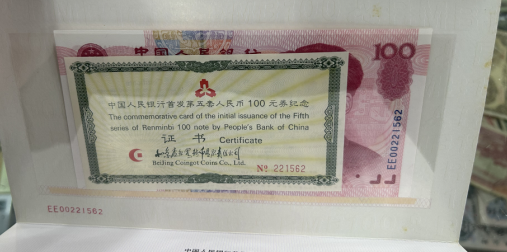 中国人民银行
100
中国人民银行首发第五套人民币100元券纪念
The commemorative card of the initial issuance of the Fifth
series of Renminbi 100 note by People's Bank of China
证 书 Certificate
Beijing Coingot Coins Co., Ltd.
№ 221562
EE00221562
EE00221562